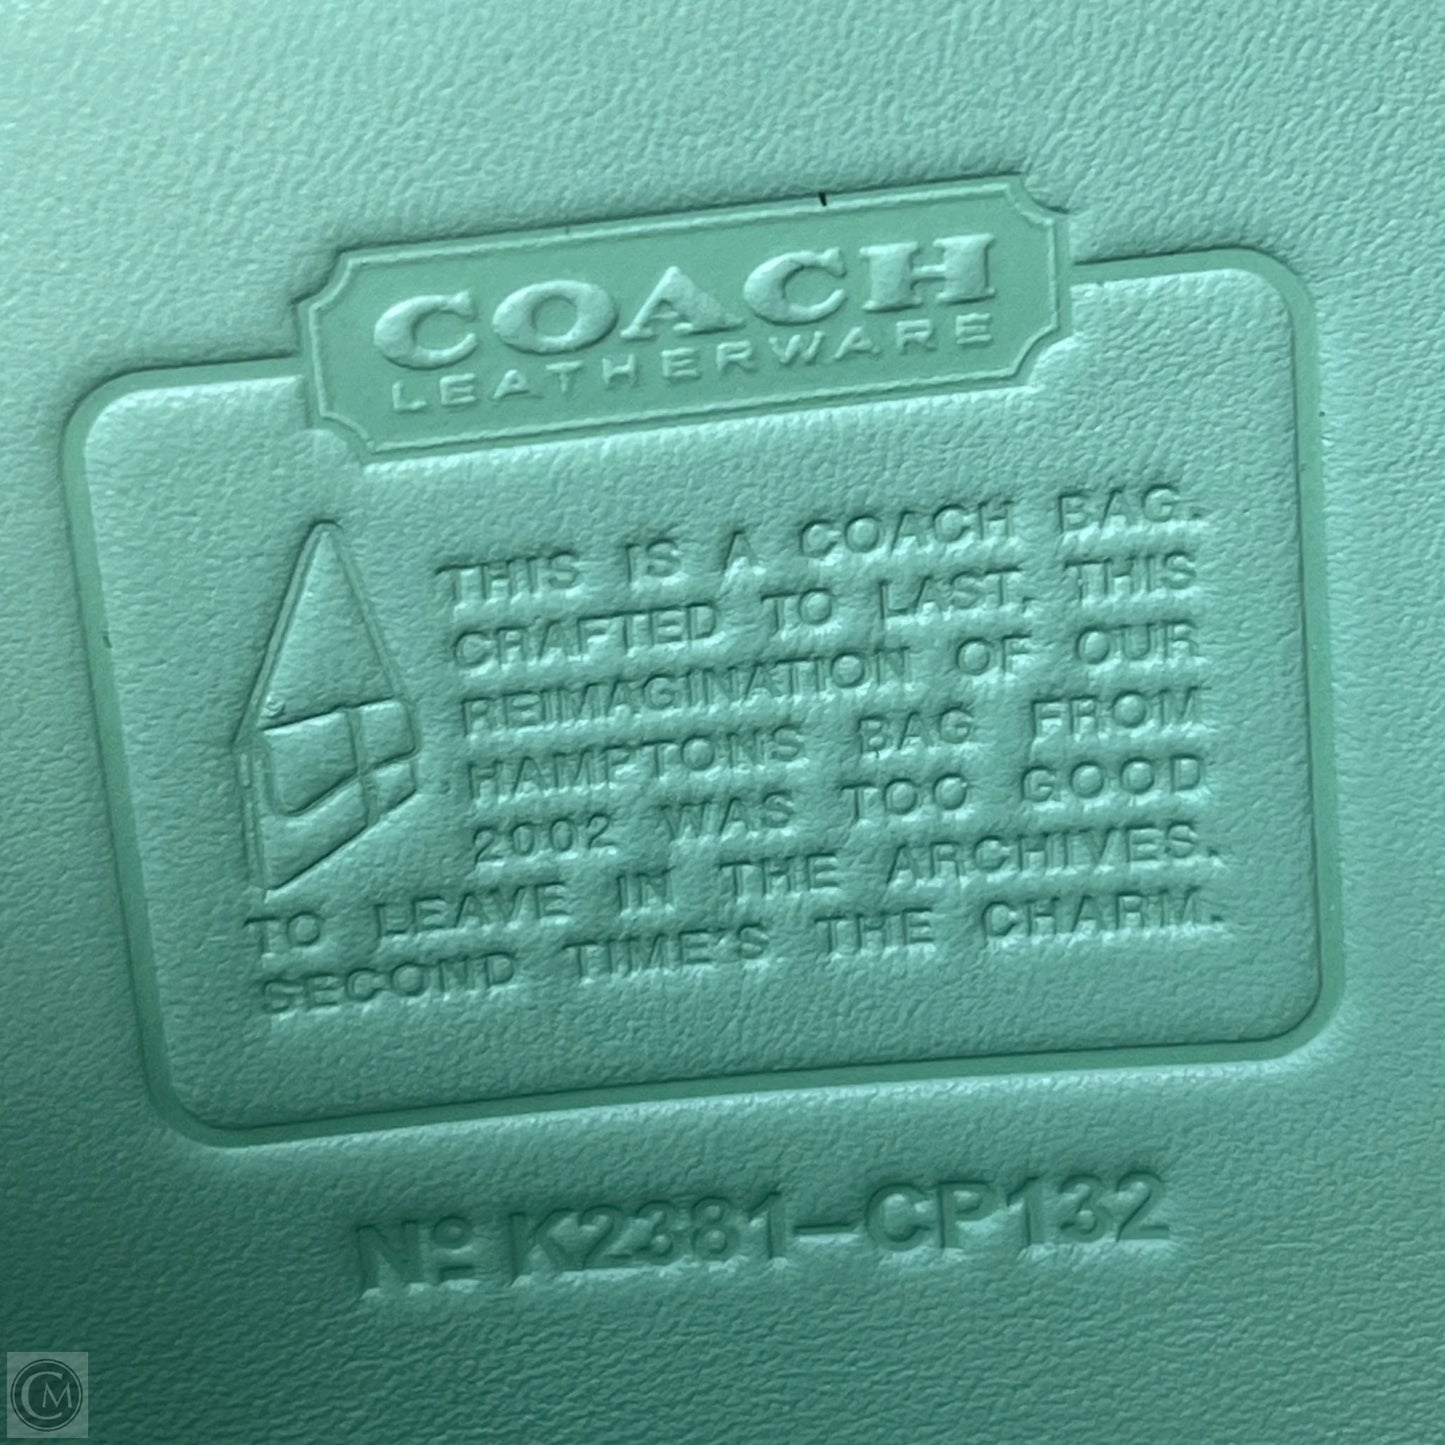 COACH
LEATHERWARE
THIS IS A COACH BAG.
CRAFTED TO LAST. THIS
REIMAGINATION OF OUR
HAMPTONS BAG FROM
2002 WAS TOO GOOD
TO LEAVE IN THE ARCHIVES.
SECOND TIME'S THE CHARM.
Nº K2381-CP132
CM